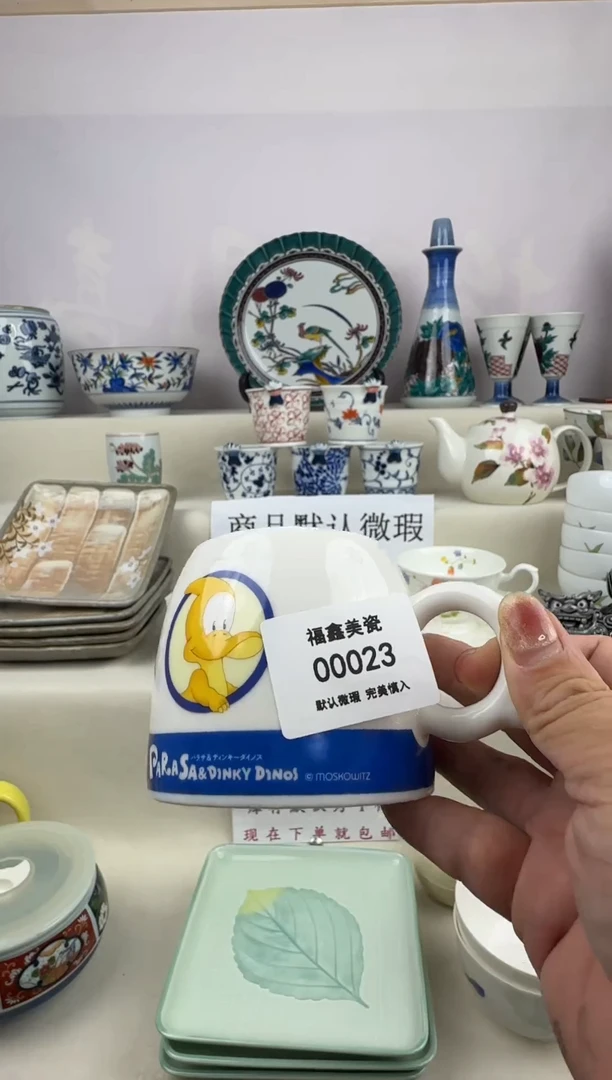 商品默认微瑕
福鑫美瓷
00023
默认微瑕 完美慎入
パラサ&ディンキーダイノス
PARASA&DINKY DINOS © MOSKOWITZ
现在下单就包邮